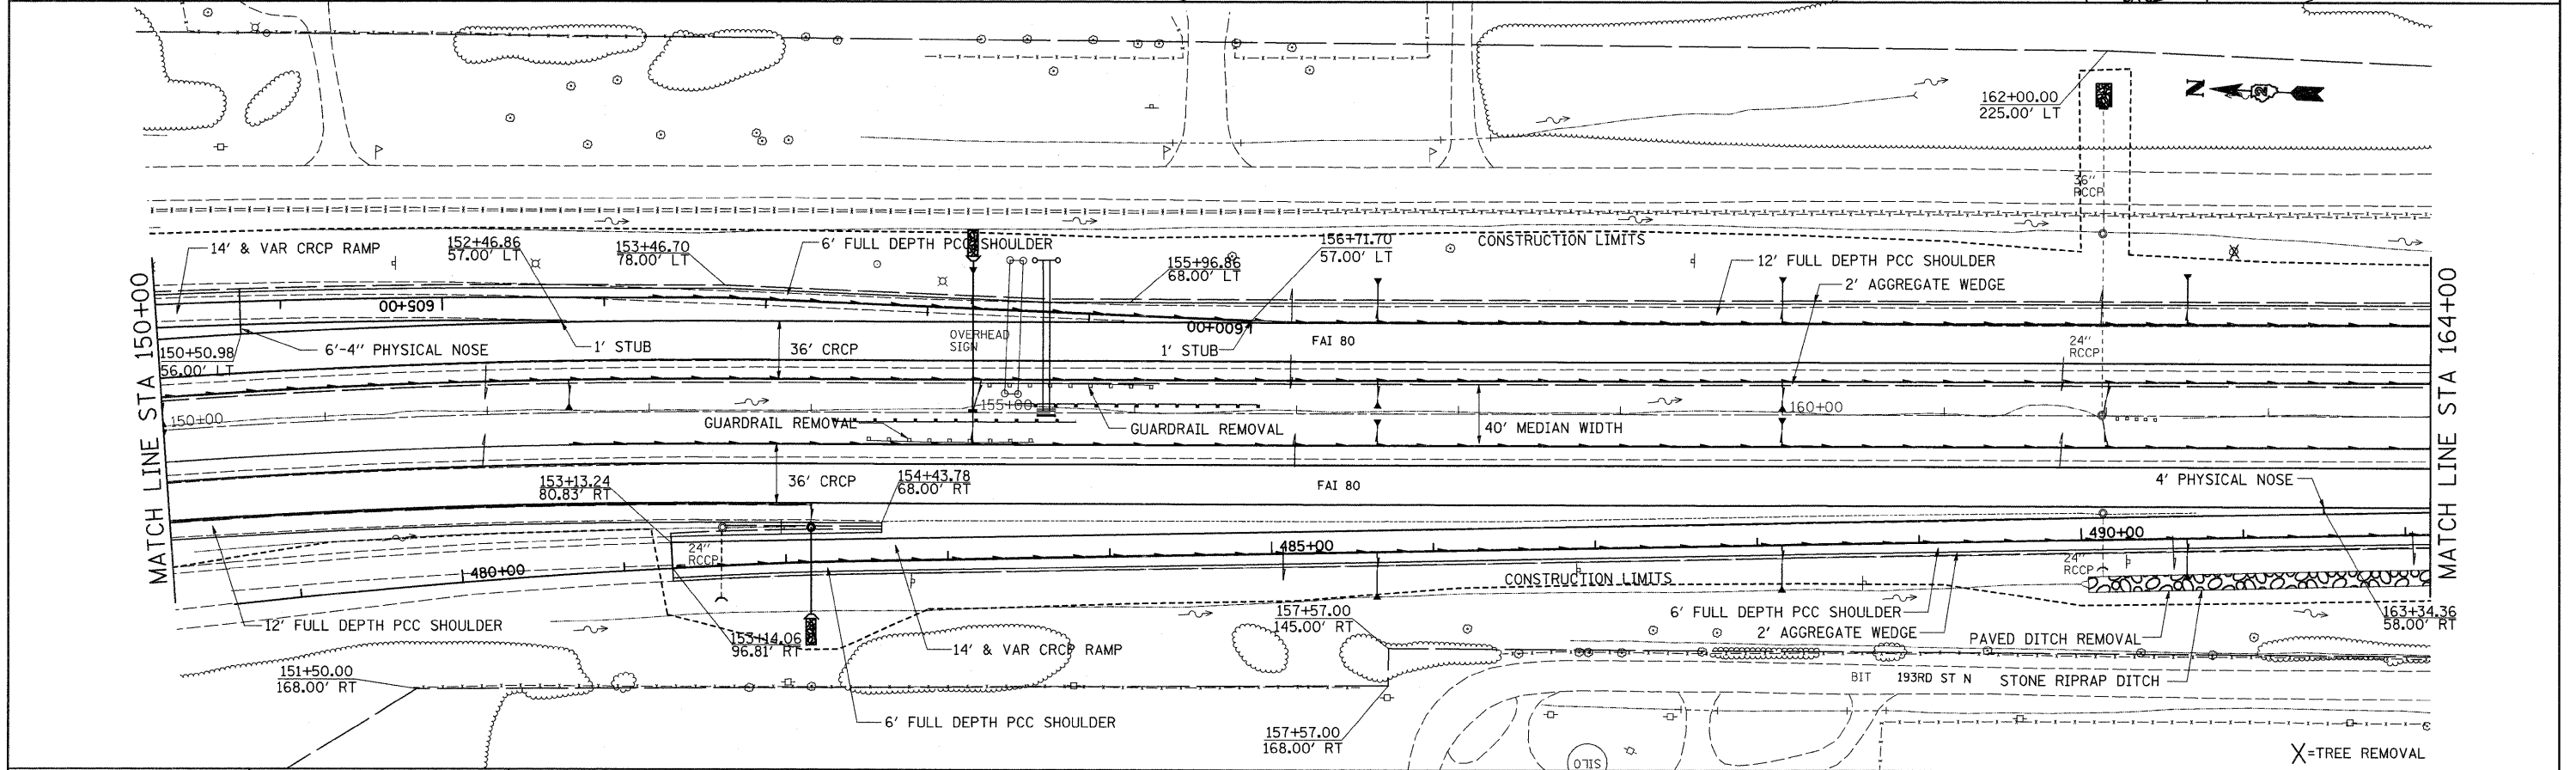 162+00.00
225.00' LT
N
36"
RCCP
14' & VAR CRCP RAMP
152+46.86
57.00' LT
153+46.70
78.00' LT
6' FULL DEPTH PCC SHOULDER
155+96.86
68.00' LT
156+71.70
57.00' LT
CONSTRUCTION LIMITS
12' FULL DEPTH PCC SHOULDER
2' AGGREGATE WEDGE
MATCH LINE STA 150+00
MATCH LINE STA 164+00
1605+00
1600+00
150+50.98
56.00' LT
6'-4" PHYSICAL NOSE
1' STUB
36' CRCP
OVERHEAD
SIGN
1' STUB
FAI 80
24"
RCCP
150+00
155+00
160+00
GUARDRAIL REMOVAL
GUARDRAIL REMOVAL
40' MEDIAN WIDTH
153+13.24
80.83' RT
36' CRCP
154+43.78
68.00' RT
FAI 80
4' PHYSICAL NOSE
480+00
24"
RCCP
485+00
490+00
24"
RCCP
CONSTRUCTION LIMITS
12' FULL DEPTH PCC SHOULDER
153+14.06
96.81' RT
14' & VAR CRCP RAMP
157+57.00
145.00' RT
6' FULL DEPTH PCC SHOULDER
2' AGGREGATE WEDGE
PAVED DITCH REMOVAL
163+34.36
58.00' RT
151+50.00
168.00' RT
BIT
193RD ST N
STONE RIPRAP DITCH
6' FULL DEPTH PCC SHOULDER
157+57.00
168.00' RT
SILO
X=TREE REMOVAL